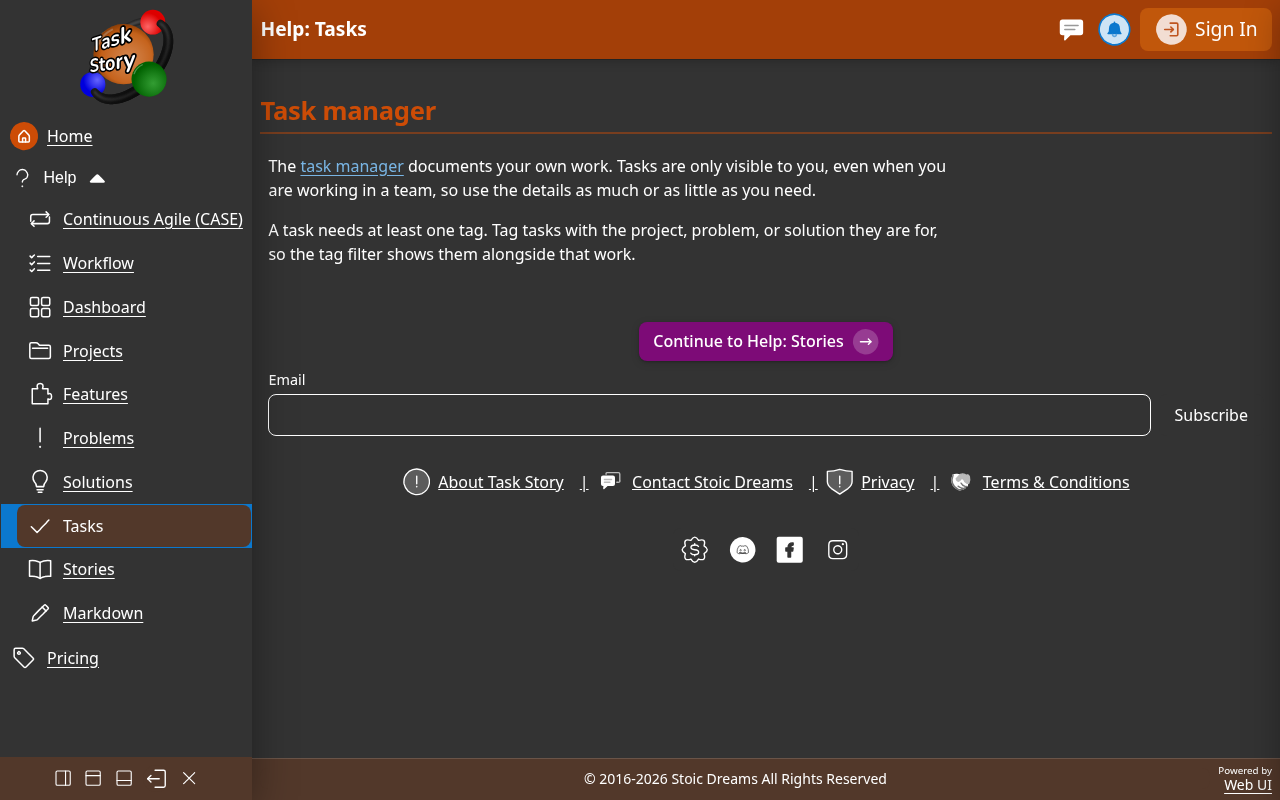 Task
Story
Home
Help
Continuous Agile (CASE)
Workflow
Dashboard
Projects
Features
Problems
Solutions
Tasks
Stories
Markdown
Pricing
Help: Tasks
Sign In
Task manager
The task manager documents your own work. Tasks are only visible to you, even when you
are working in a team, so use the details as much or as little as you need.
A task needs at least one tag. Tag tasks with the project, problem, or solution they are for,
so the tag filter shows them alongside that work.
Continue to Help: Stories
Email
Subscribe
About Task Story | Contact Stoic Dreams | Privacy | Terms & Conditions
© 2016-2026 Stoic Dreams All Rights Reserved
Powered by
Web UI